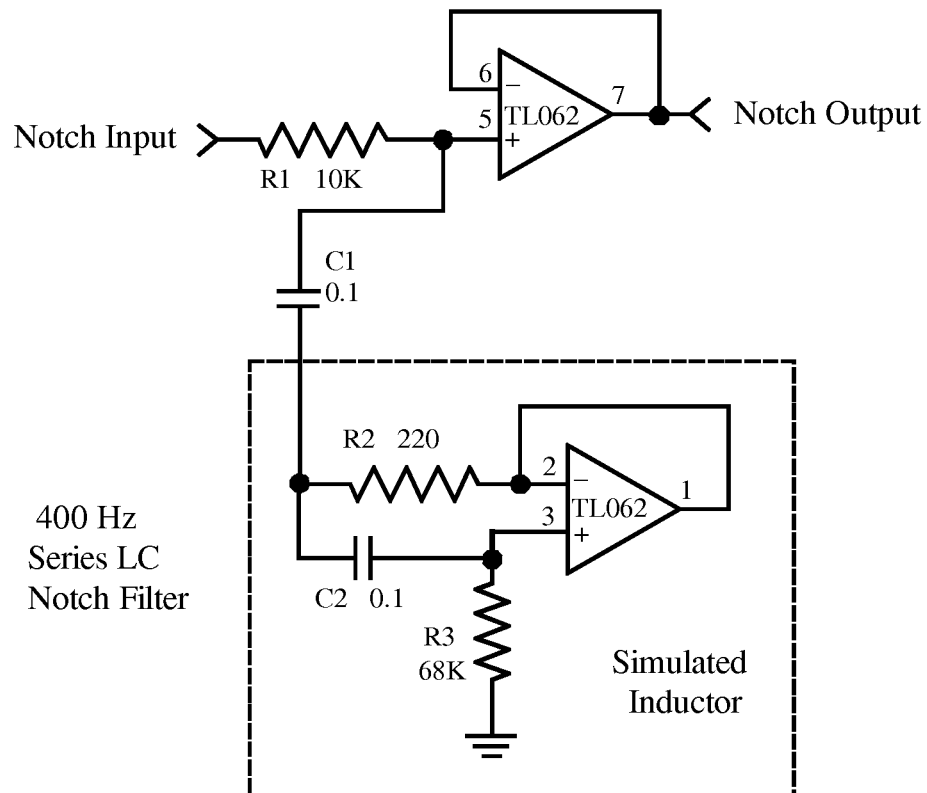 6
−
TL062
7
5
+
Notch Input
Notch Output
R1 10K
C1
0.1
R2 220
2
−
TL062
1
3
+
400 Hz
Series LC
Notch Filter
C2 0.1
R3
68K
Simulated
Inductor